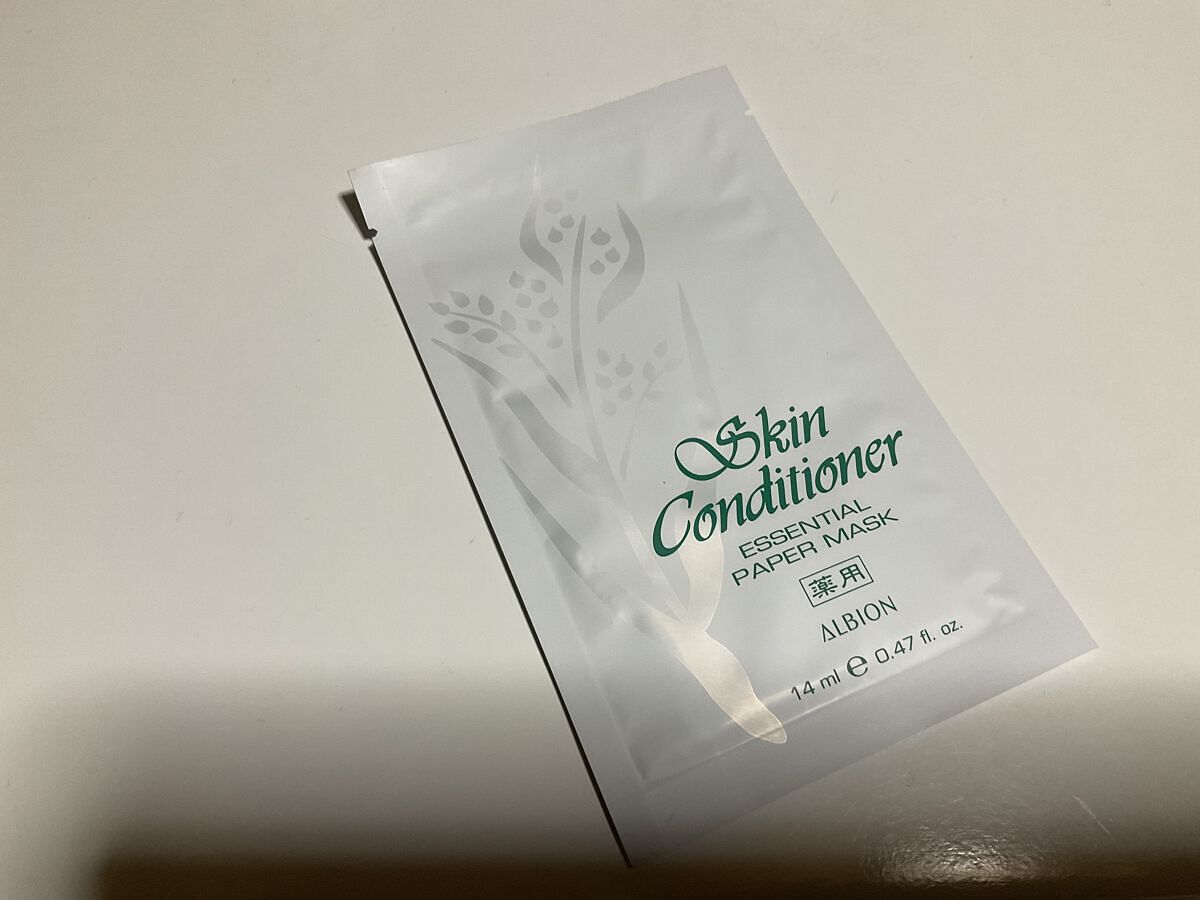 Skin
Conditioner
ESSENTIAL
PAPER MASK
薬用
ALBION
14 ml e 0.47 fl. oz.